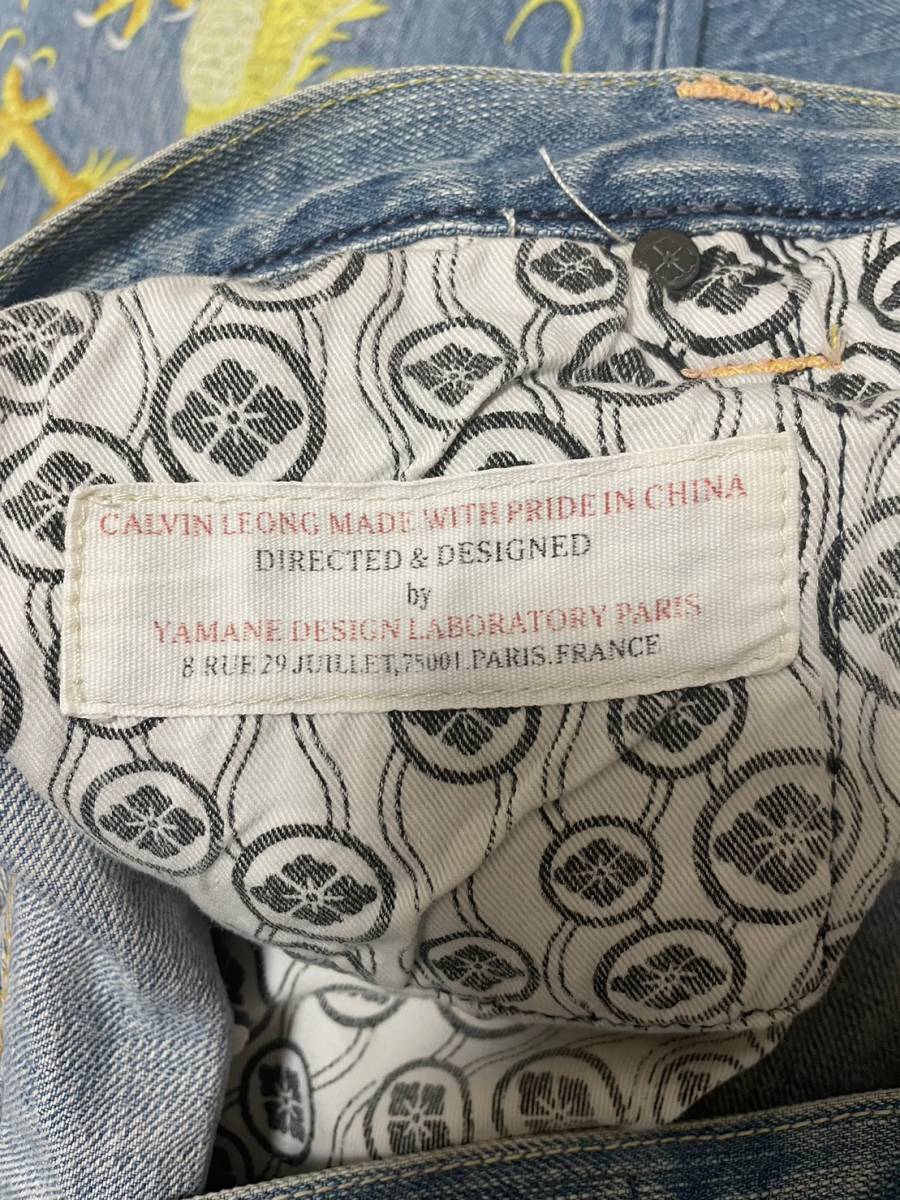 CALVIN LEONG MADE WITH PRIDE IN CHINA
DIRECTED & DESIGNED
by
YAMANE DESIGN LABORATORY PARIS
8 RUE 29 JUILLET,75001.PARIS.FRANCE